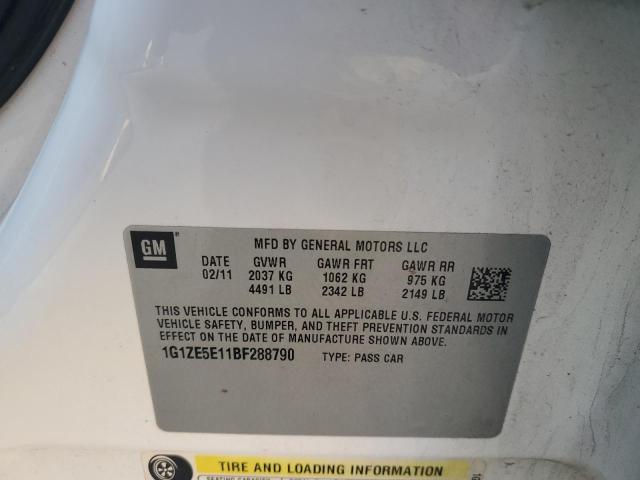 GM
MFD BY GENERAL MOTORS LLC
DATE GVWR GAWR FRT GAWR RR
02/11 2037 KG 1062 KG 975 KG
4491 LB 2342 LB 2149 LB
THIS VEHICLE CONFORMS TO ALL APPLICABLE U.S. FEDERAL MOTOR
VEHICLE SAFETY, BUMPER, AND THEFT PREVENTION STANDARDS IN
EFFECT ON THE DATE OF MANUFACTURE SHOWN ABOVE.
1G1ZE5E11BF288790 TYPE: PASS CAR
TIRE AND LOADING INFORMATION